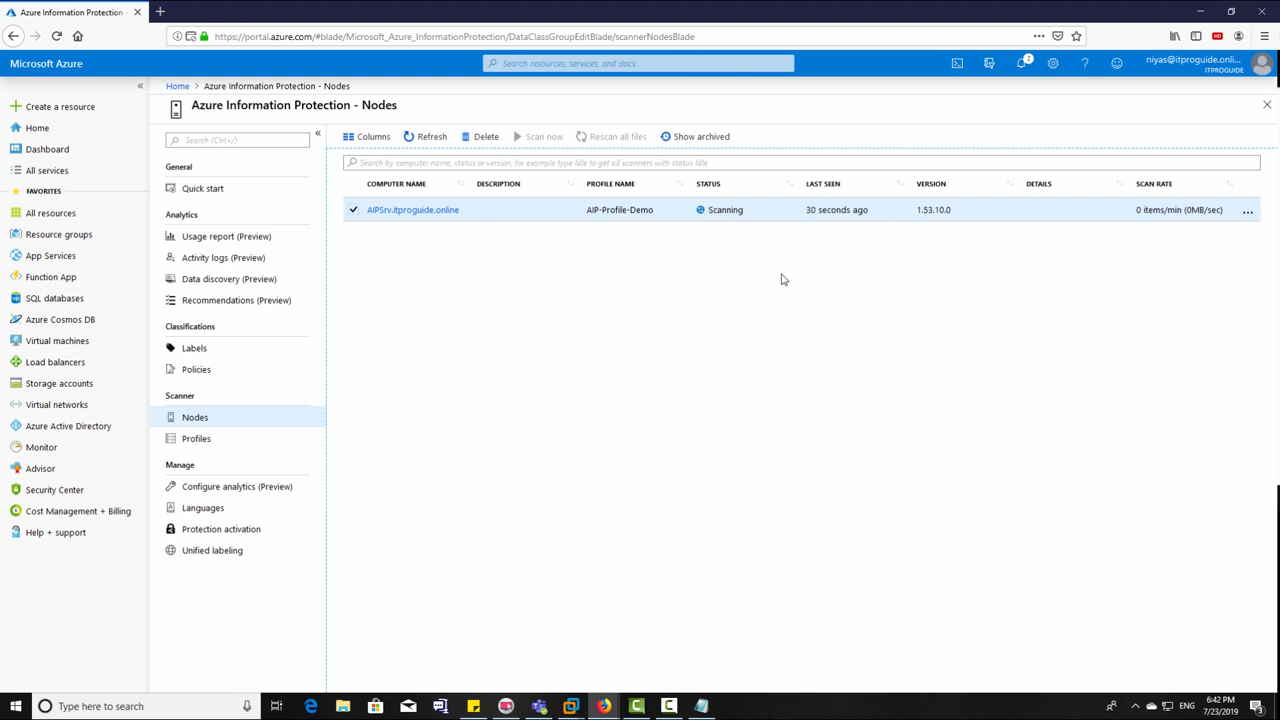 Azure Information Protection -
https://portal.azure.com/#blade/Microsoft_Azure_InformationProtection/DataClassGroupEditBlade/scannerNodesBlade
Microsoft Azure
Search resources, services, and docs
2
niyas@itproguide.onli...
ITPROGUIDE
Home
Azure Information Protection - Nodes
Azure Information Protection - Nodes
Create a resource
Home
Dashboard
All services
FAVORITES
All resources
Resource groups
App Services
Function App
SQL databases
Azure Cosmos DB
Virtual machines
Load balancers
Storage accounts
Virtual networks
Azure Active Directory
Monitor
Advisor
Security Center
Cost Management + Billing
Help + support
Search (Ctrl+/)
General
Quick start
Analytics
Usage report (Preview)
Activity logs (Preview)
Data discovery (Preview)
Recommendations (Preview)
Classifications
Labels
Policies
Scanner
Nodes
Profiles
Manage
Configure analytics (Preview)
Languages
Protection activation
Unified labeling
Columns Refresh Delete Scan now Rescan all files Show archived
Search by computer name, status or version, for example type Idle to get all scanners with status Idle
COMPUTER NAME DESCRIPTION PROFILE NAME STATUS LAST SEEN VERSION DETAILS SCAN RATE
AIPSrv.itproguide.online AIP-Profile-Demo Scanning 30 seconds ago 1.53.10.0 0 items/min (0MB/sec) ...
Type here to search
ENG
6:42 PM
7/23/2019
3